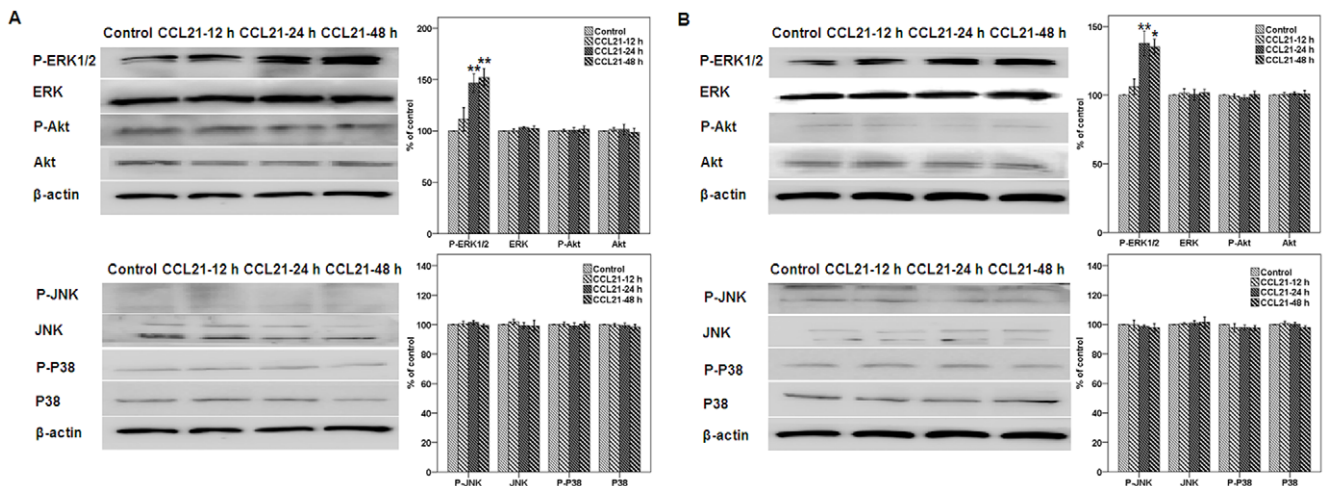 A
Control CCL21-12 h CCL21-24 h CCL21-48 h
P-ERK1/2
ERK
P-Akt
Akt
β-actin
200
150
100
50
0
% of control
Control
CCL21-12 h
CCL21-24 h
CCL21-48 h
**
**
P-ERK1/2 ERK P-Akt Akt
Control CCL21-12 h CCL21-24 h CCL21-48 h
P-JNK
JNK
P-P38
P38
β-actin
140
120
100
80
60
40
20
0
% of control
Control
CCL21-12 h
CCL21-24 h
CCL21-48 h
P-JNK JNK P-P38 P38
B
Control CCL21-12 h CCL21-24 h CCL21-48 h
P-ERK1/2
ERK
P-Akt
Akt
β-actin
150
100
50
0
% of control
Control
CCL21-12 h
CCL21-24 h
CCL21-48 h
**
*
P-ERK1/2 ERK P-Akt Akt
Control CCL21-12 h CCL21-24 h CCL21-48 h
P-JNK
JNK
P-P38
P38
β-actin
140
120
100
80
60
40
20
0
% of control
Control
CCL21-12 h
CCL21-24 h
CCL21-48 h
P-JNK JNK P-P38 P38